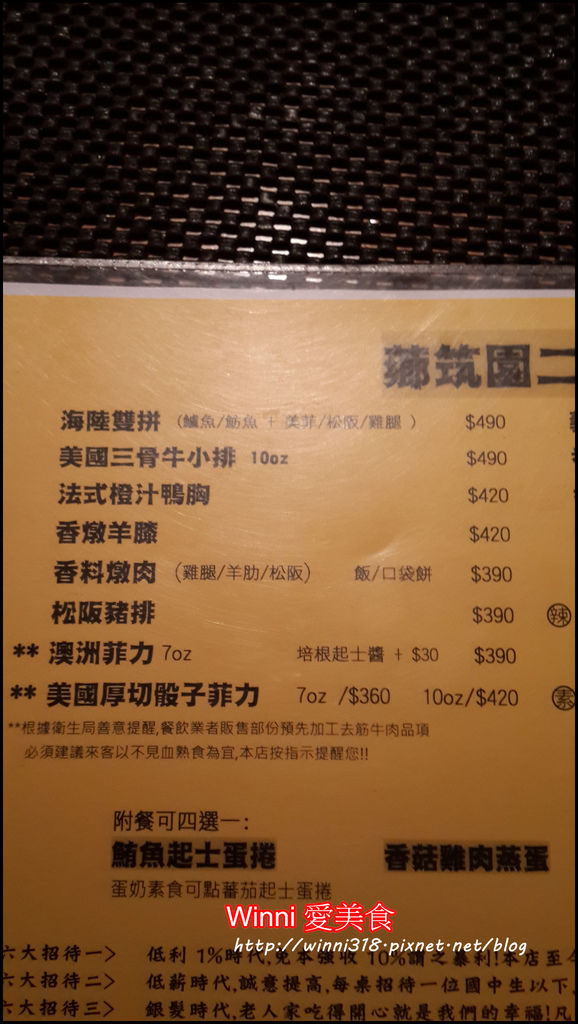 薌筑園二
海陸雙拼 (鱸魚/魴魚 + 美菲/松阪/雞腿 ) $490
美國三骨牛小排 10oz $490
法式橙汁鴨胸 $420
香燉羊膝 $420
香料燉肉 (雞腿/羊肋/松阪) 飯/口袋餅 $390
松阪豬排 $390 辣
** 澳洲菲力 7oz 培根起士醬 + $30 $390
** 美國厚切骰子菲力 7oz /$360 10oz/$420 素
**根據衛生局善意提醒,餐飲業者販售部份預先加工去筋牛肉品項
必須建議來客以不見血熟食為宜,本店按指示提醒您!!
附餐可四選一:
鮪魚起士蛋捲 香菇雞肉蒸蛋
蛋奶素食可點蕃茄起士蛋捲
Winni 愛美食
http://winni318.pixnet.net/blog
六大招待一> 低利 1%時代,免本強收 10%謂之暴利!本店至今
六大招待二> 低薪時代,誠意提高,每桌招待一位國中生以下,
六大招待三> 銀髮時代,老人家吃得開心就是我們的幸福!凡